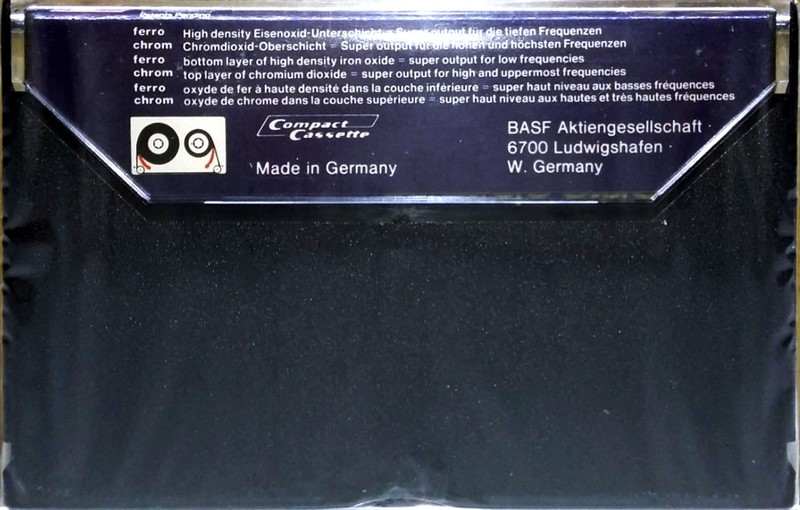 Patents Pending
ferro High density Eisenoxid-Unterschicht = Super output für die tiefen Frequenzen
chrom Chromdioxid-Oberschicht = Super output für die hohen und höchsten Frequenzen
ferro bottom layer of high density iron oxide = super output for low frequencies
chrom top layer of chromium dioxide = super output for high and uppermost frequencies
ferro oxyde de fer à haute densité dans la couche inférieure = super haut niveau aux basses fréquences
chrom oxyde de chrome dans la couche supérieure = super haut niveau aux hautes et très hautes fréquences
Compact
Cassette
Made in Germany
BASF Aktiengesellschaft
6700 Ludwigshafen
W. Germany